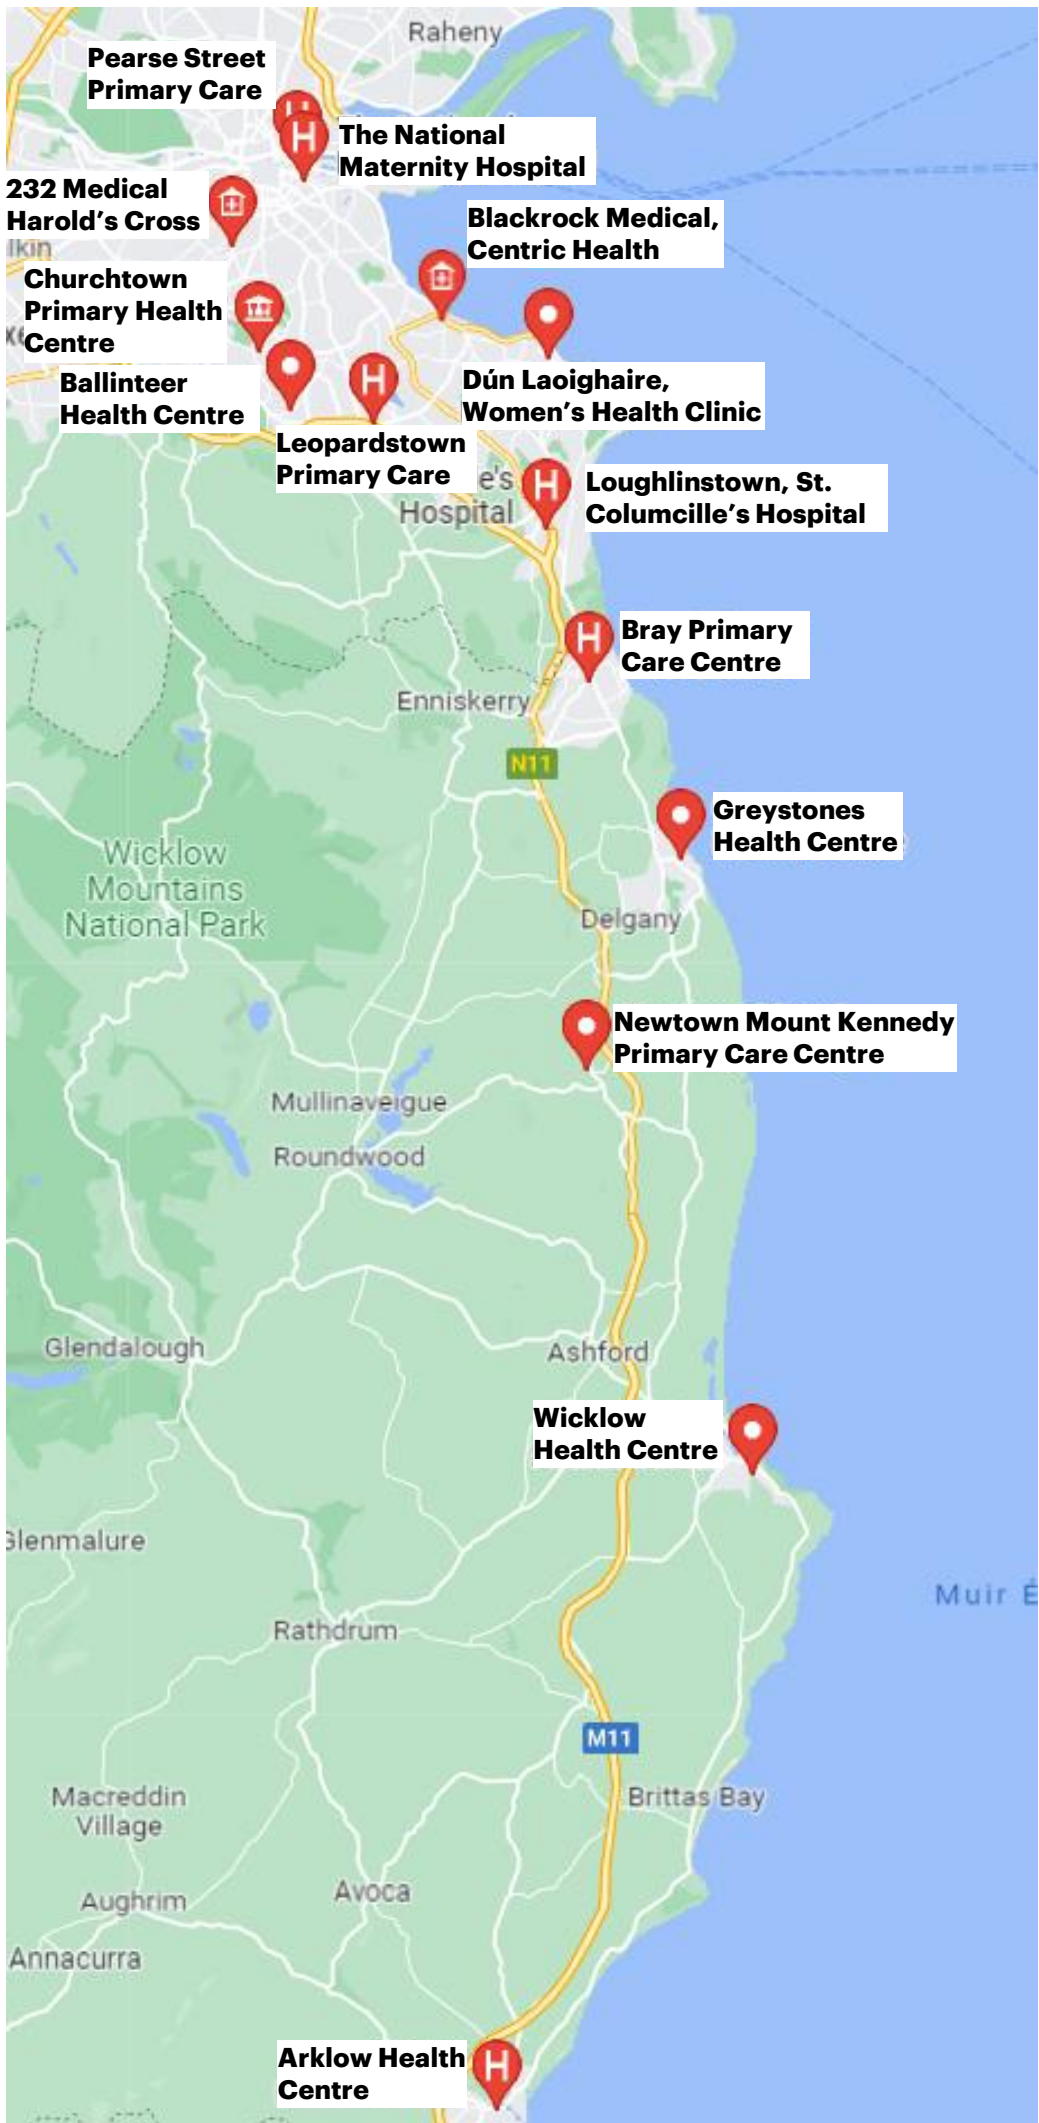 Raheny
Pearse Street
Primary Care
H
H
The National
Maternity Hospital
232 Medical
Harold's Cross
lkin
Blackrock Medical,
Centric Health
Churchtown
Primary Health
Centre
Ballinteer
Health Centre
H
Dún Laoighaire,
Women's Health Clinic
Leopardstown
Primary Care
e's
Hospital
H
Loughlinstown, St.
Columcille's Hospital
H
Bray Primary
Care Centre
Enniskerry
N11
Greystones
Health Centre
Wicklow
Mountains
National Park
Delgany
Newtown Mount Kennedy
Primary Care Centre
Mullinaveigue
Roundwood
Glendalough
Ashford
Wicklow
Health Centre
Glenmalure
Muir É
Rathdrum
M11
Macreddin
Village
Brittas Bay
Avoca
Aughrim
Annacurra
Arklow Health
Centre
H